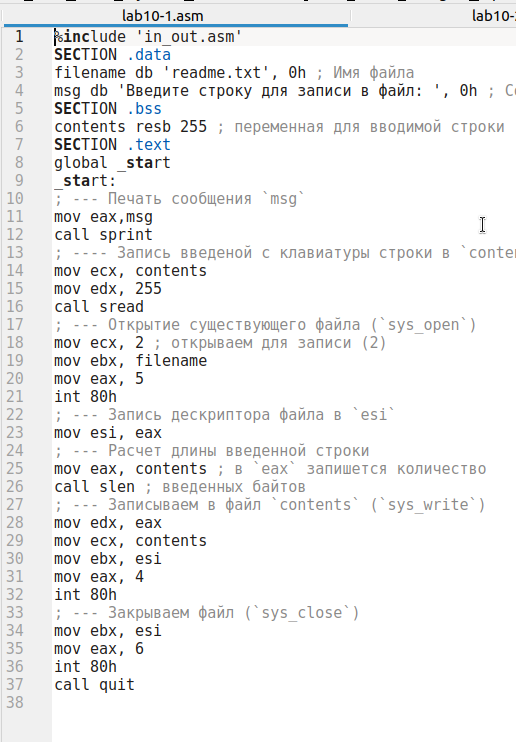 lab10-1.asm
lab10-
1 %include 'in_out.asm'
2 SECTION .data
3 filename db 'readme.txt', 0h ; Имя файла
4 msg db 'Введите строку для записи в файл: ', 0h ;
5 SECTION .bss
6 contents resb 255 ; переменная для вводимой строки
7 SECTION .text
8 global _start
9 _start:
10 ; --- Печать сообщения `msg`
11 mov eax,msg
12 call sprint
13 ; ---- Запись введеной с клавиатуры строки в `conte
14 mov ecx, contents
15 mov edx, 255
16 call sread
17 ; --- Открытие существующего файла (`sys_open`)
18 mov ecx, 2 ; открываем для записи (2)
19 mov ebx, filename
20 mov eax, 5
21 int 80h
22 ; --- Запись дескриптора файла в `esi`
23 mov esi, eax
24 ; --- Расчет длины введенной строки
25 mov eax, contents ; в `eax` запишется количество
26 call slen ; введенных байтов
27 ; --- Записываем в файл `contents` (`sys_write`)
28 mov edx, eax
29 mov ecx, contents
30 mov ebx, esi
31 mov eax, 4
32 int 80h
33 ; --- Закрываем файл (`sys_close`)
34 mov ebx, esi
35 mov eax, 6
36 int 80h
37 call quit
38